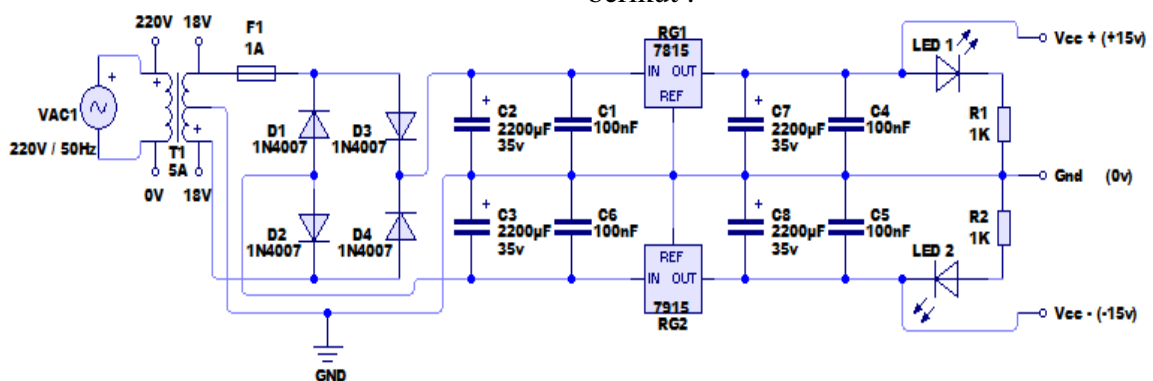 berikut :
220V
18V
F1
1A
VAC1
220V / 50Hz
T1
5A
0V
18V
D1
1N4007
D3
1N4007
D2
1N4007
D4
1N4007
GND
C2
2200µF
35v
C1
100nF
C3
2200µF
35v
C6
100nF
RG1
7815
IN OUT
REF
REF
IN OUT
7915
RG2
C7
2200µF
35v
C4
100nF
C8
2200µF
35v
C5
100nF
LED 1
R1
1K
R2
1K
LED 2
Vcc + (+15v)
Gnd (0v)
Vcc - (-15v)